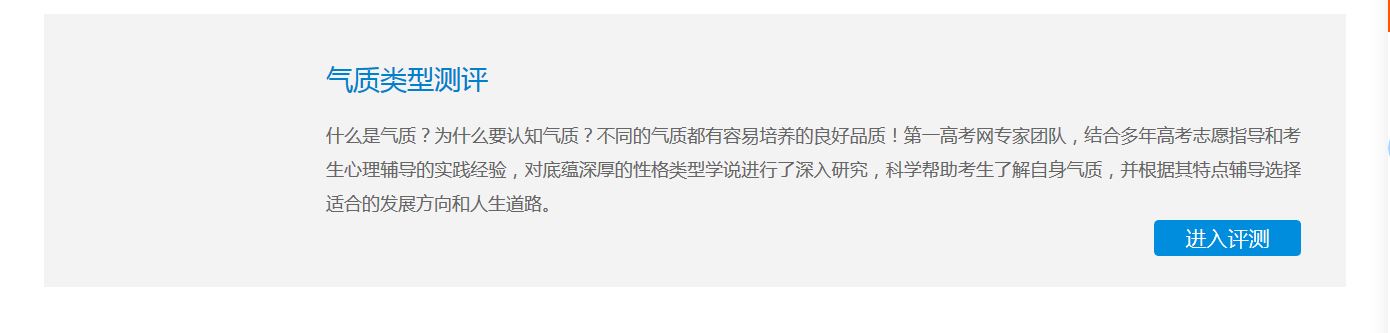 气质类型测评
什么是气质？为什么要认知气质？不同的气质都有容易培养的良好品质！第一高考网专家团队，结合多年高考志愿指导和考
生心理辅导的实践经验，对底蕴深厚的性格类型学说进行了深入研究，科学帮助考生了解自身气质，并根据其特点辅导选择
适合的发展方向和人生道路。
进入评测